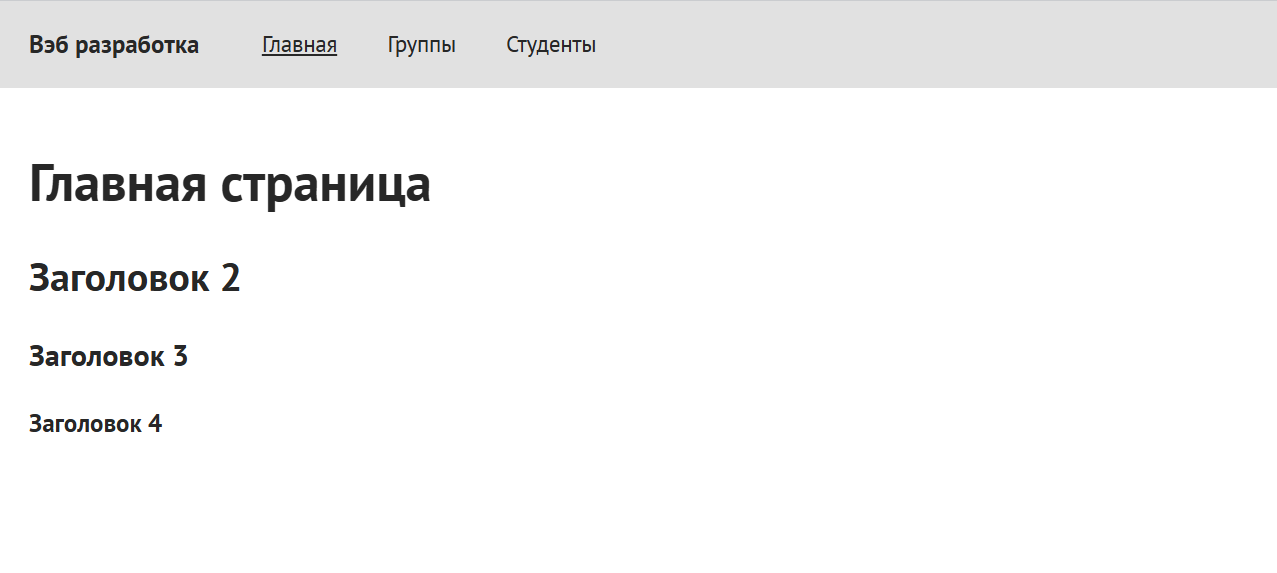 Вэб разработка Главная Группы Студенты
Главная страница
Заголовок 2
Заголовок 3
Заголовок 4